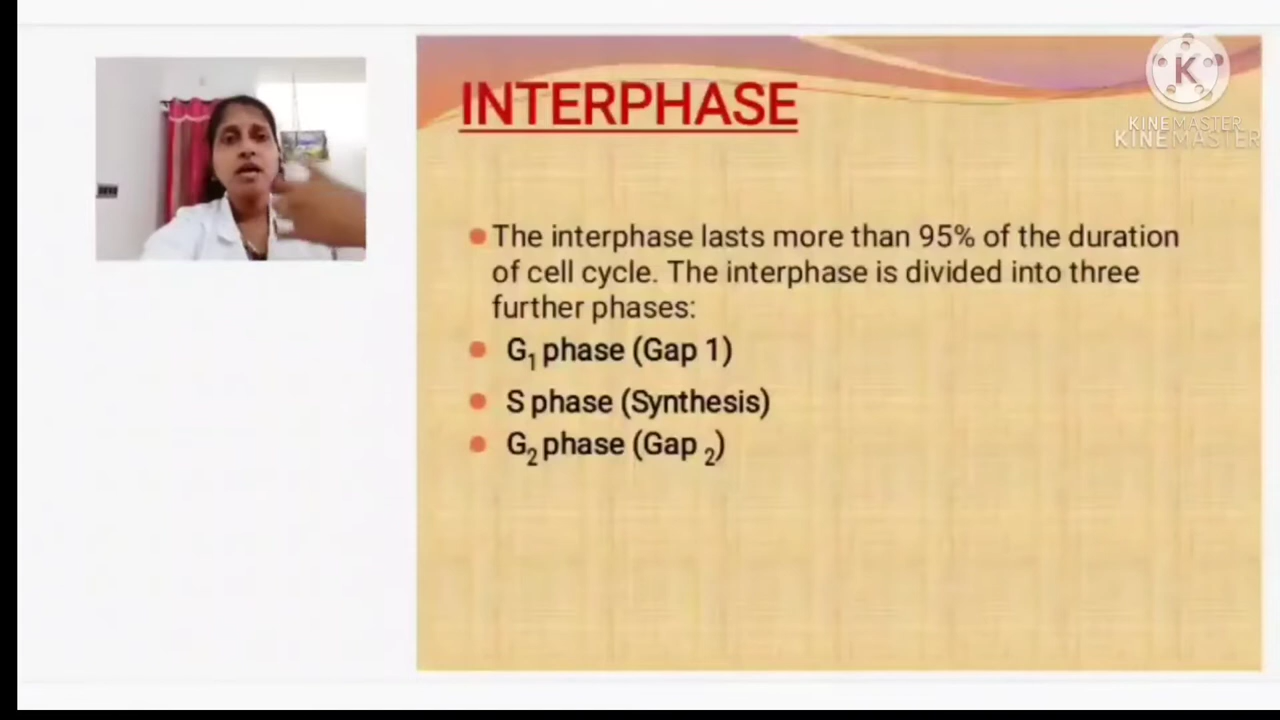 INTERPHASE
K
KINEMASTER
KINEMASTER
The interphase lasts more than 95% of the duration
of cell cycle. The interphase is divided into three
further phases:
G₁ phase (Gap 1)
S phase (Synthesis)
G₂ phase (Gap ₂)